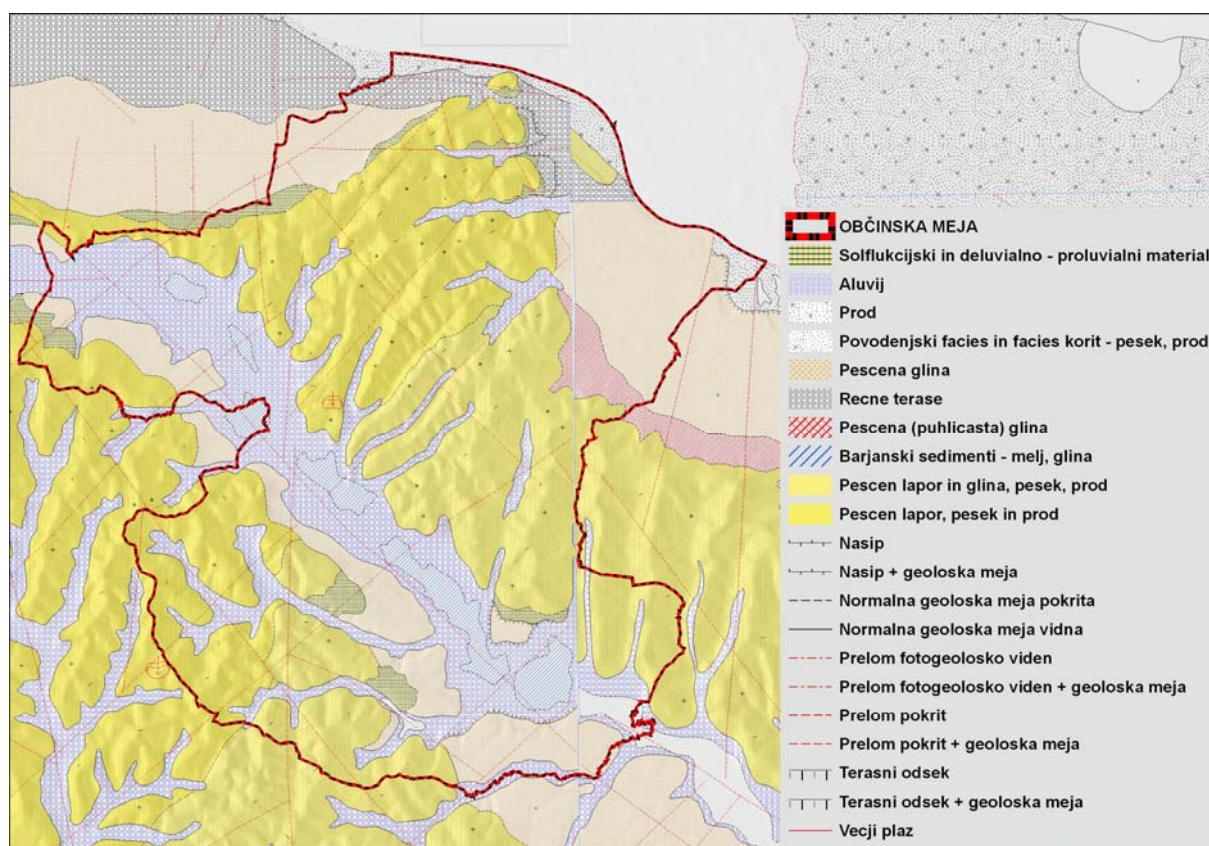 OBČINSKA MEJA
Solflukcijski in deluvialno - proluvialni material
Aluvij
Prod
Povodenjski facies in facies korit - pesek, prod
Pescena glina
Recne terase
Pescena (puhlicasta) glina
Barjanski sedimenti - melj, glina
Pescen lapor in glina, pesek, prod
Pescen lapor, pesek in prod
Nasip
Nasip + geoloska meja
Normalna geoloska meja pokrita
Normalna geoloska meja vidna
Prelom fotogeolosko viden
Prelom fotogeolosko viden + geoloska meja
Prelom pokrit
Prelom pokrit + geoloska meja
Terasni odsek
Terasni odsek + geoloska meja
Vecji plaz